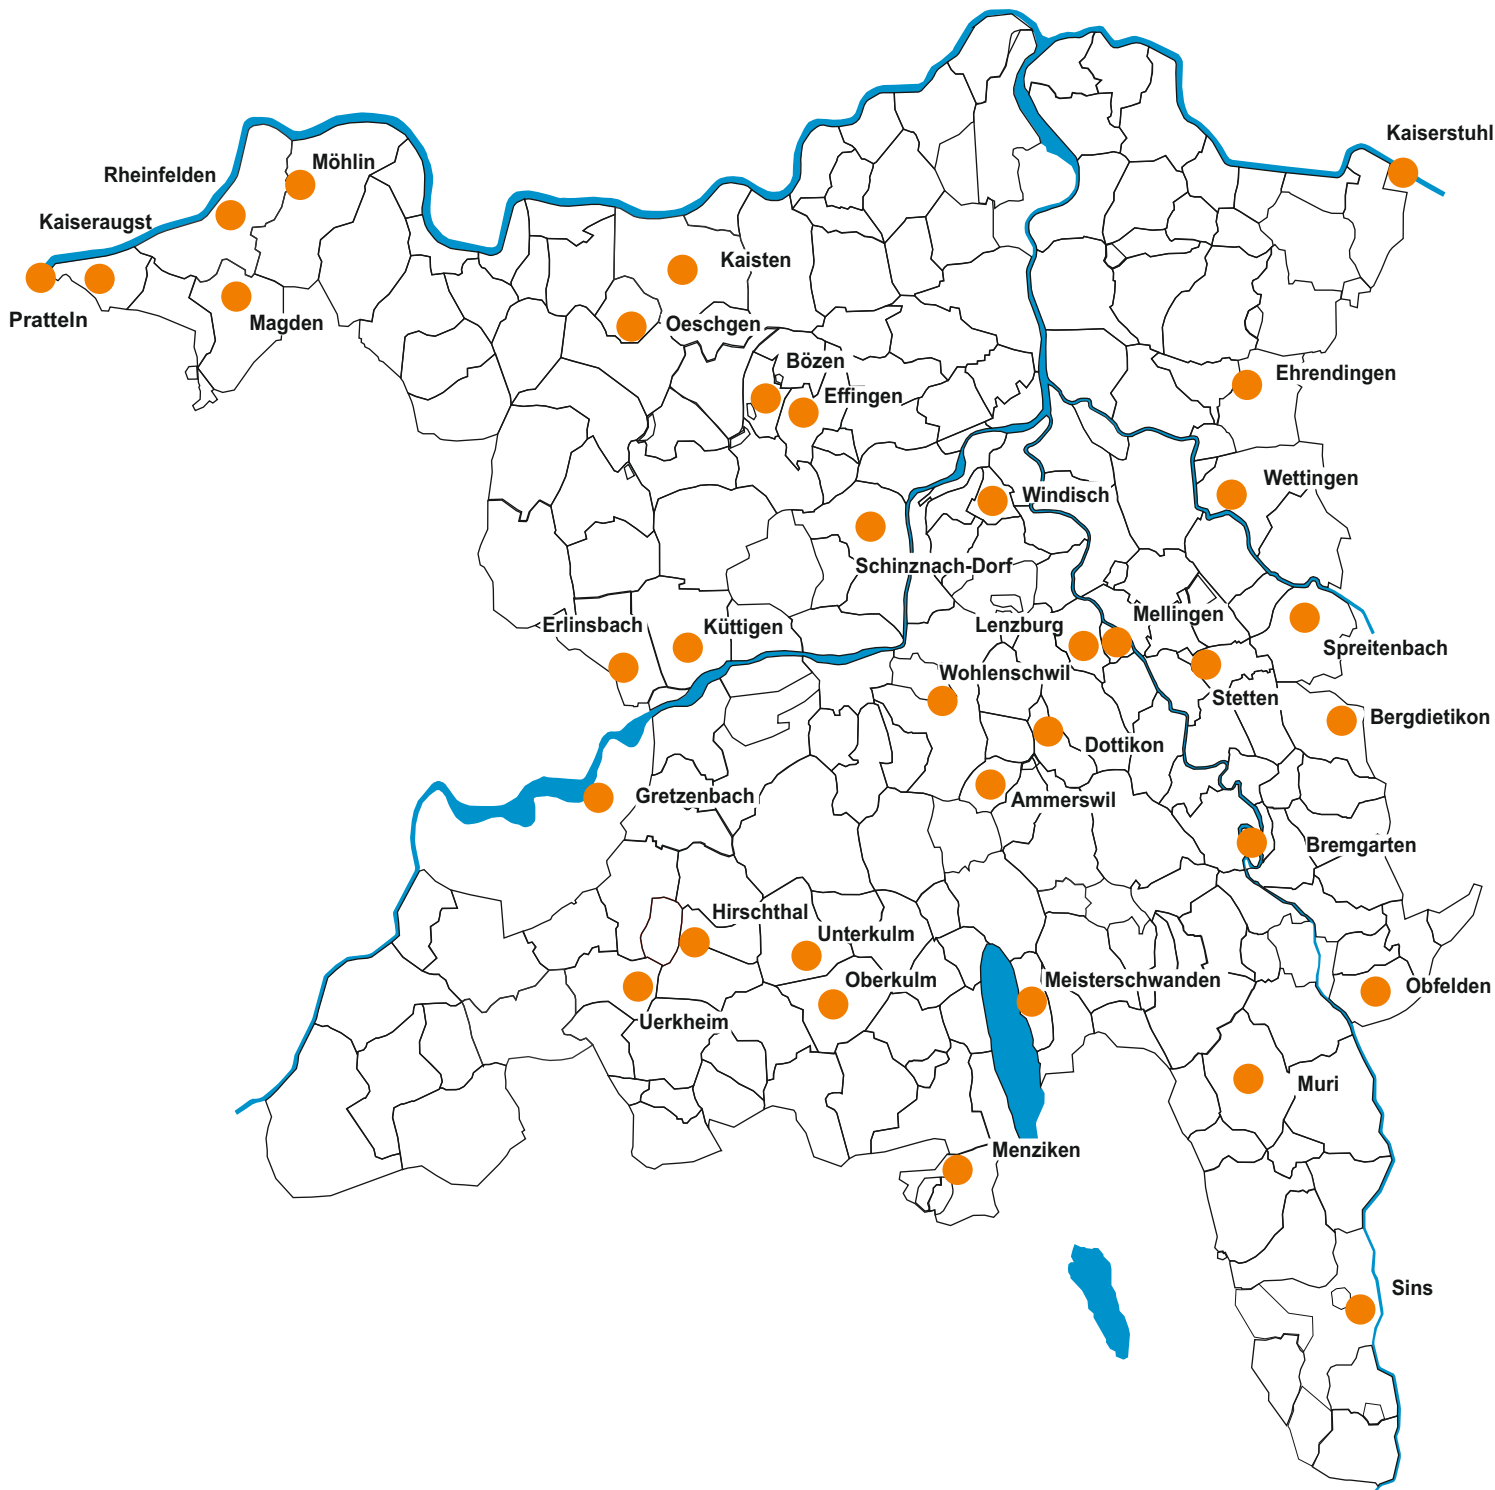 Kaiserstuhl
Möhlin
Rheinfelden
Kaiseraugst
Kaisten
Pratteln
Magden
Oeschgen
Bözen
Ehrendingen
Effingen
Wettingen
Windisch
Schinznach-Dorf
Mellingen
Erlinsbach
Küttigen
Lenzburg
Spreitenbach
Wohlenschwil
Stetten
Bergdietikon
Dottikon
Gretzenbach
Ammerswil
Bremgarten
Hirschthal
Unterkulm
Oberkulm
Meisterschwanden
Obfelden
Uerkheim
Muri
Menziken
Sins